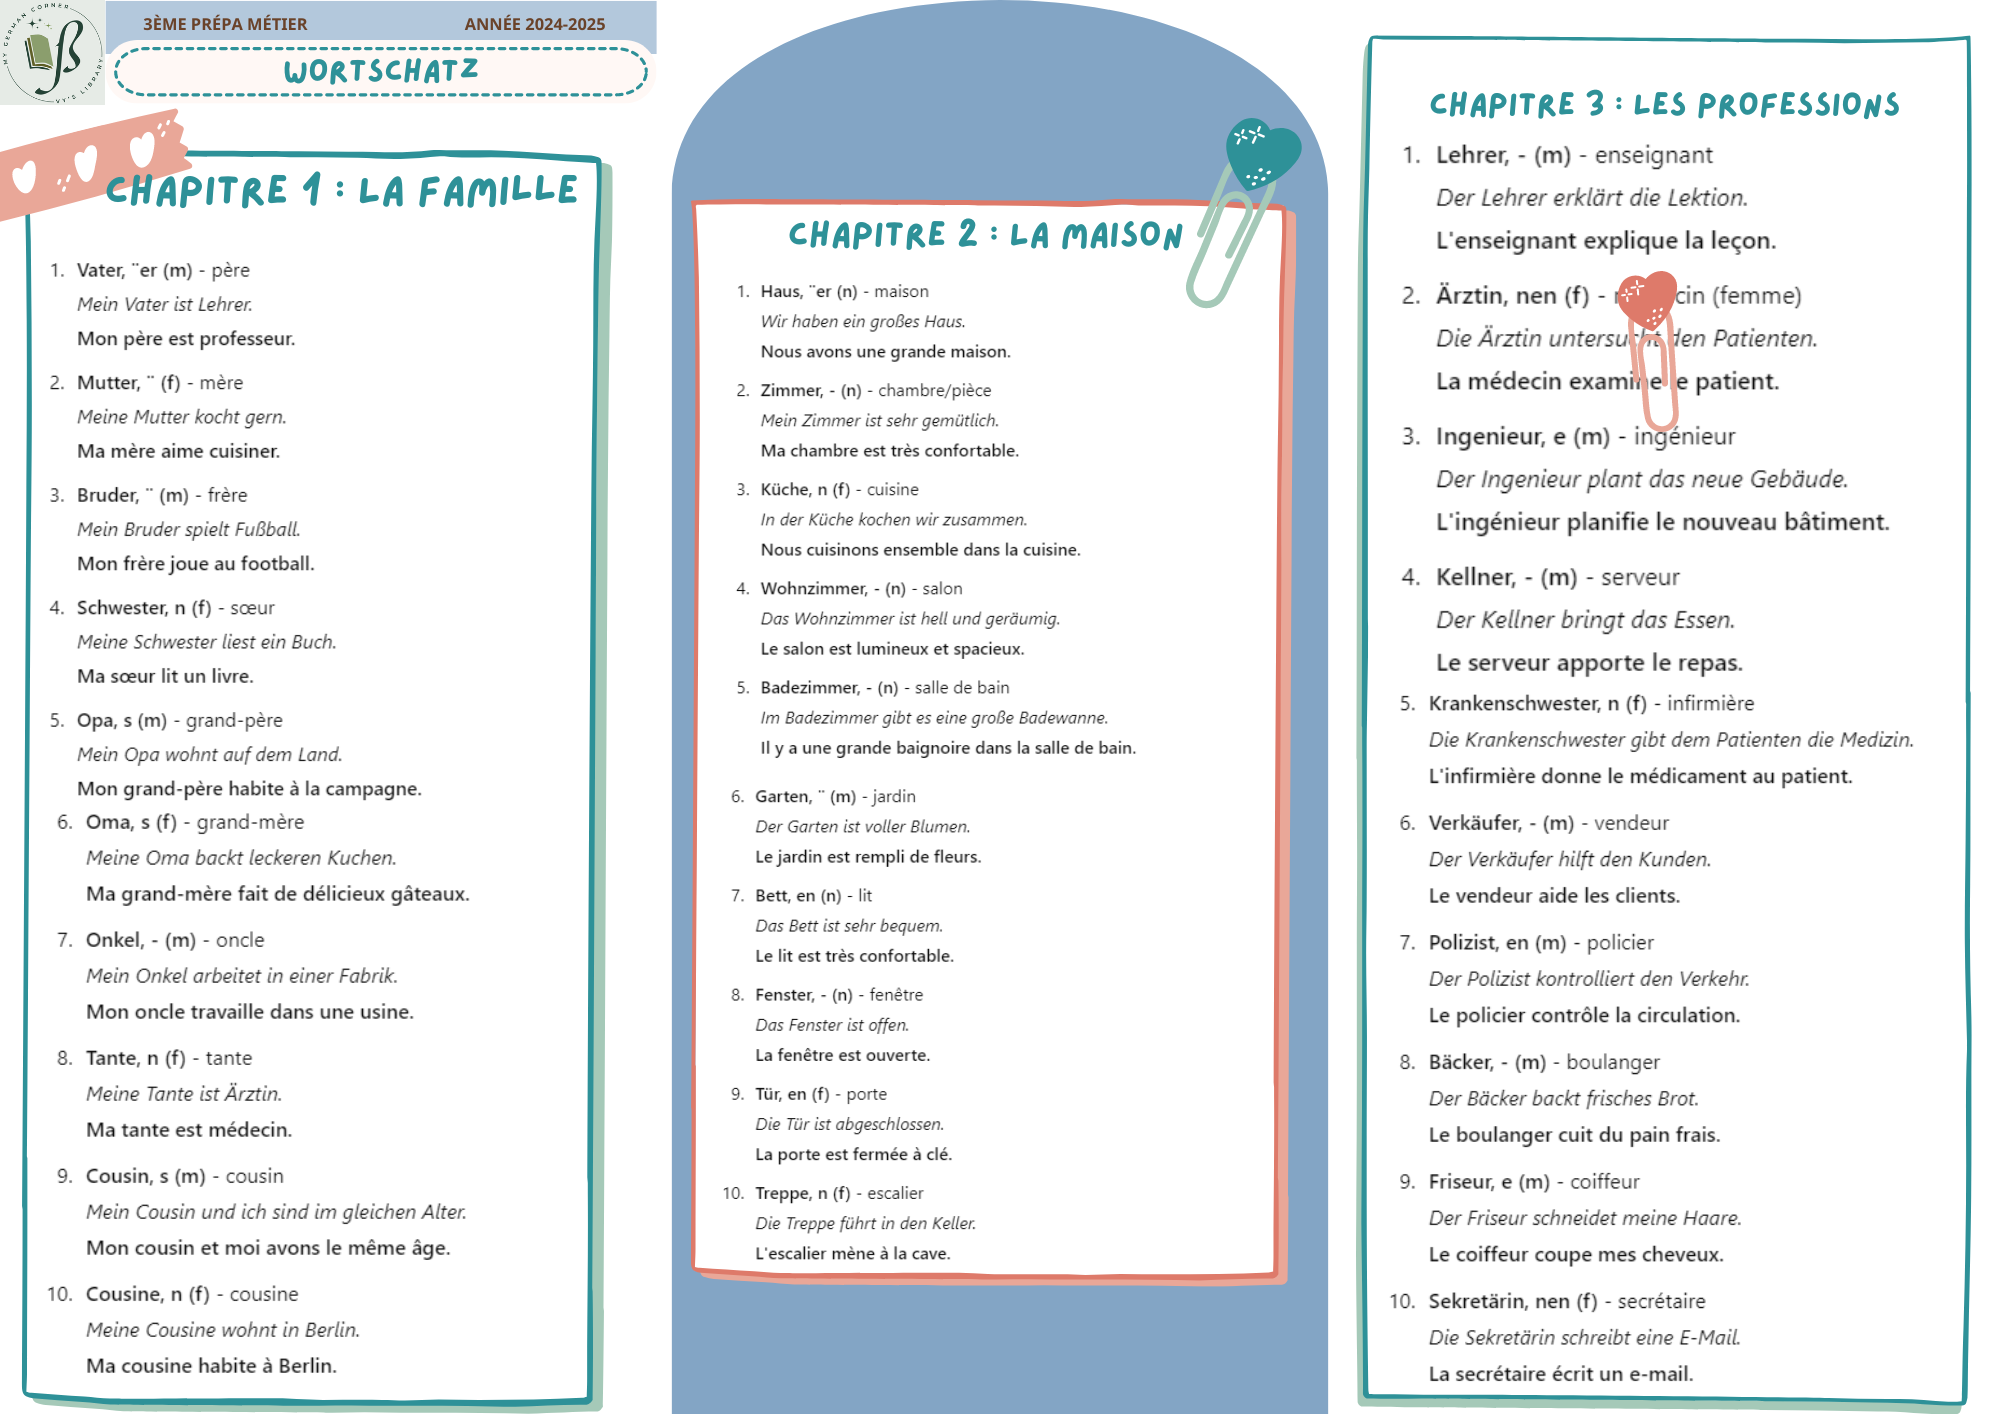 MY GERMAN CORNER
VY'S LIBRARY
3ÈME PRÉPA MÉTIER
ANNÉE 2024-2025
WORTSCHATZ
CHAPITRE 1 : LA FAMILLE
1. Vater, ¨er (m) - père
Mein Vater ist Lehrer.
Mon père est professeur.
2. Mutter, ¨ (f) - mère
Meine Mutter kocht gern.
Ma mère aime cuisiner.
3. Bruder, ¨ (m) - frère
Mein Bruder spielt Fußball.
Mon frère joue au football.
4. Schwester, n (f) - sœur
Meine Schwester liest ein Buch.
Ma sœur lit un livre.
5. Opa, s (m) - grand-père
Mein Opa wohnt auf dem Land.
Mon grand-père habite à la campagne.
6. Oma, s (f) - grand-mère
Meine Oma backt leckeren Kuchen.
Ma grand-mère fait de délicieux gâteaux.
7. Onkel, - (m) - oncle
Mein Onkel arbeitet in einer Fabrik.
Mon oncle travaille dans une usine.
8. Tante, n (f) - tante
Meine Tante ist Ärztin.
Ma tante est médecin.
9. Cousin, s (m) - cousin
Mein Cousin und ich sind im gleichen Alter.
Mon cousin et moi avons le même âge.
10. Cousine, n (f) - cousine
Meine Cousine wohnt in Berlin.
Ma cousine habite à Berlin.
CHAPITRE 2 : LA MAISON
1. Haus, ¨er (n) - maison
Wir haben ein großes Haus.
Nous avons une grande maison.
2. Zimmer, - (n) - chambre/pièce
Mein Zimmer ist sehr gemütlich.
Ma chambre est très confortable.
3. Küche, n (f) - cuisine
In der Küche kochen wir zusammen.
Nous cuisinons ensemble dans la cuisine.
4. Wohnzimmer, - (n) - salon
Das Wohnzimmer ist hell und geräumig.
Le salon est lumineux et spacieux.
5. Badezimmer, - (n) - salle de bain
Im Badezimmer gibt es eine große Badewanne.
Il y a une grande baignoire dans la salle de bain.
6. Garten, ¨ (m) - jardin
Der Garten ist voller Blumen.
Le jardin est rempli de fleurs.
7. Bett, en (n) - lit
Das Bett ist sehr bequem.
Le lit est très confortable.
8. Fenster, - (n) - fenêtre
Das Fenster ist offen.
La fenêtre est ouverte.
9. Tür, en (f) - porte
Die Tür ist abgeschlossen.
La porte est fermée à clé.
10. Treppe, n (f) - escalier
Die Treppe führt in den Keller.
L'escalier mène à la cave.
CHAPITRE 3 : LES PROFESSIONS
1. Lehrer, - (m) - enseignant
Der Lehrer erklärt die Lektion.
L'enseignant explique la leçon.
2. Ärztin, nen (f) - (femme)
Die Ärztin untersucht den Patienten.
La médecin examine le patient.
3. Ingenieur, e (m) - ingénieur
Der Ingenieur plant das neue Gebäude.
L'ingénieur planifie le nouveau bâtiment.
4. Kellner, - (m) - serveur
Der Kellner bringt das Essen.
Le serveur apporte le repas.
5. Krankenschwester, n (f) - infirmière
Die Krankenschwester gibt dem Patienten die Medizin.
L'infirmière donne le médicament au patient.
6. Verkäufer, - (m) - vendeur
Der Verkäufer hilft den Kunden.
Le vendeur aide les clients.
7. Polizist, en (m) - policier
Der Polizist kontrolliert den Verkehr.
Le policier contrôle la circulation.
8. Bäcker, - (m) - boulanger
Der Bäcker backt frisches Brot.
Le boulanger cuit du pain frais.
9. Friseur, e (m) - coiffeur
Der Friseur schneidet meine Haare.
Le coiffeur coupe mes cheveux.
10. Sekretärin, nen (f) - secrétaire
Die Sekretärin schreibt eine E-Mail.
La secrétaire écrit un e-mail.